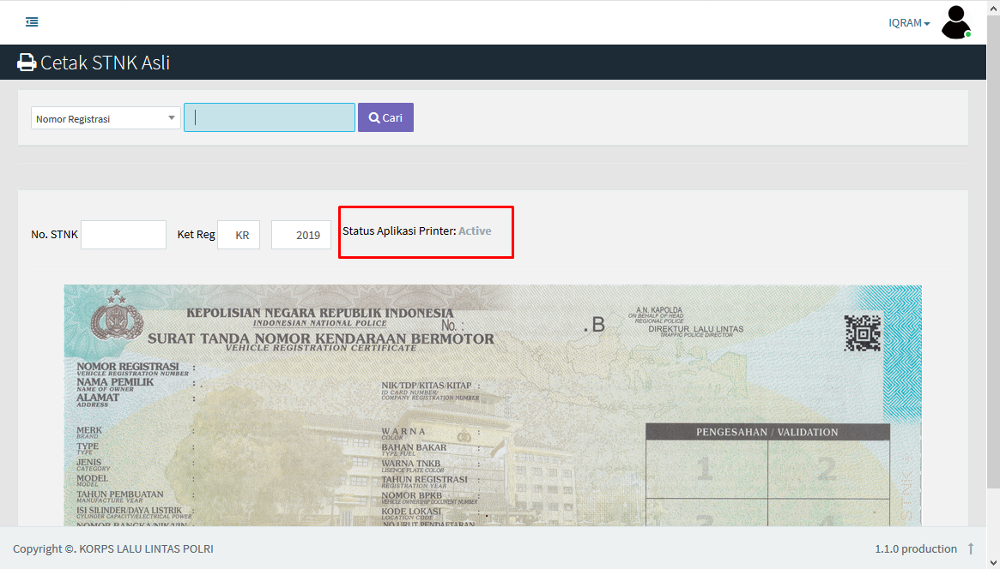 IQRAM
Cetak STNK Asli
Nomor Registrasi
Cari
No. STNK
Ket Reg KR 2019
Status Aplikasi Printer: Active
KEPOLISIAN NEGARA REPUBLIK INDONESIA
INDONESIAN NATIONAL POLICE
No. :
SURAT TANDA NOMOR KENDARAAN BERMOTOR
VEHICLE REGISTRATION CERTIFICATE
. B
A.N. KAPOLDA
ON BEHALF OF HEAD
REGIONAL POLICE
DIREKTUR LALU LINTAS
TRAFFIC POLICE DIRECTOR
NOMOR REGISTRASI :
VEHICLE REGISTRATION NUMBER
NAMA PEMILIK : .
NAME OF OWNER
ALAMAT :
ADDRESS
NIK/TDP/KITAS/KITAP :
ID CARD NUMBER/
COMPANY REGISTRATION NUMBER
MERK :
BRAND
TYPE :
TYPE
JENIS :
CATEGORY
MODEL :
MODEL
TAHUN PEMBUATAN :
MANUFACTURE YEAR
ISI SILINDER/DAYA LISTRIK :
CYLINDER CAPACITY/ELECTRICAL POWER
NOMOR RANGKA/NIK/VIN :
WARNA :
COLOR
BAHAN BAKAR :
TYPE FUEL
WARNA TNKB :
LISENCE PLATE COLOR
TAHUN REGISTRASI :
REGISTRATION YEAR
NOMOR BPKB :
VEHICLE OWNERSHIP DOCUMENT NUMBER
KODE LOKASI :
LOCATION CODE
NO URUT PENDAFTARAN
PENGESAHAN / VALIDATION
1
2
3
4
STNK
Copyright ©. KORPS LALU LINTAS POLRI
1.1.0 production